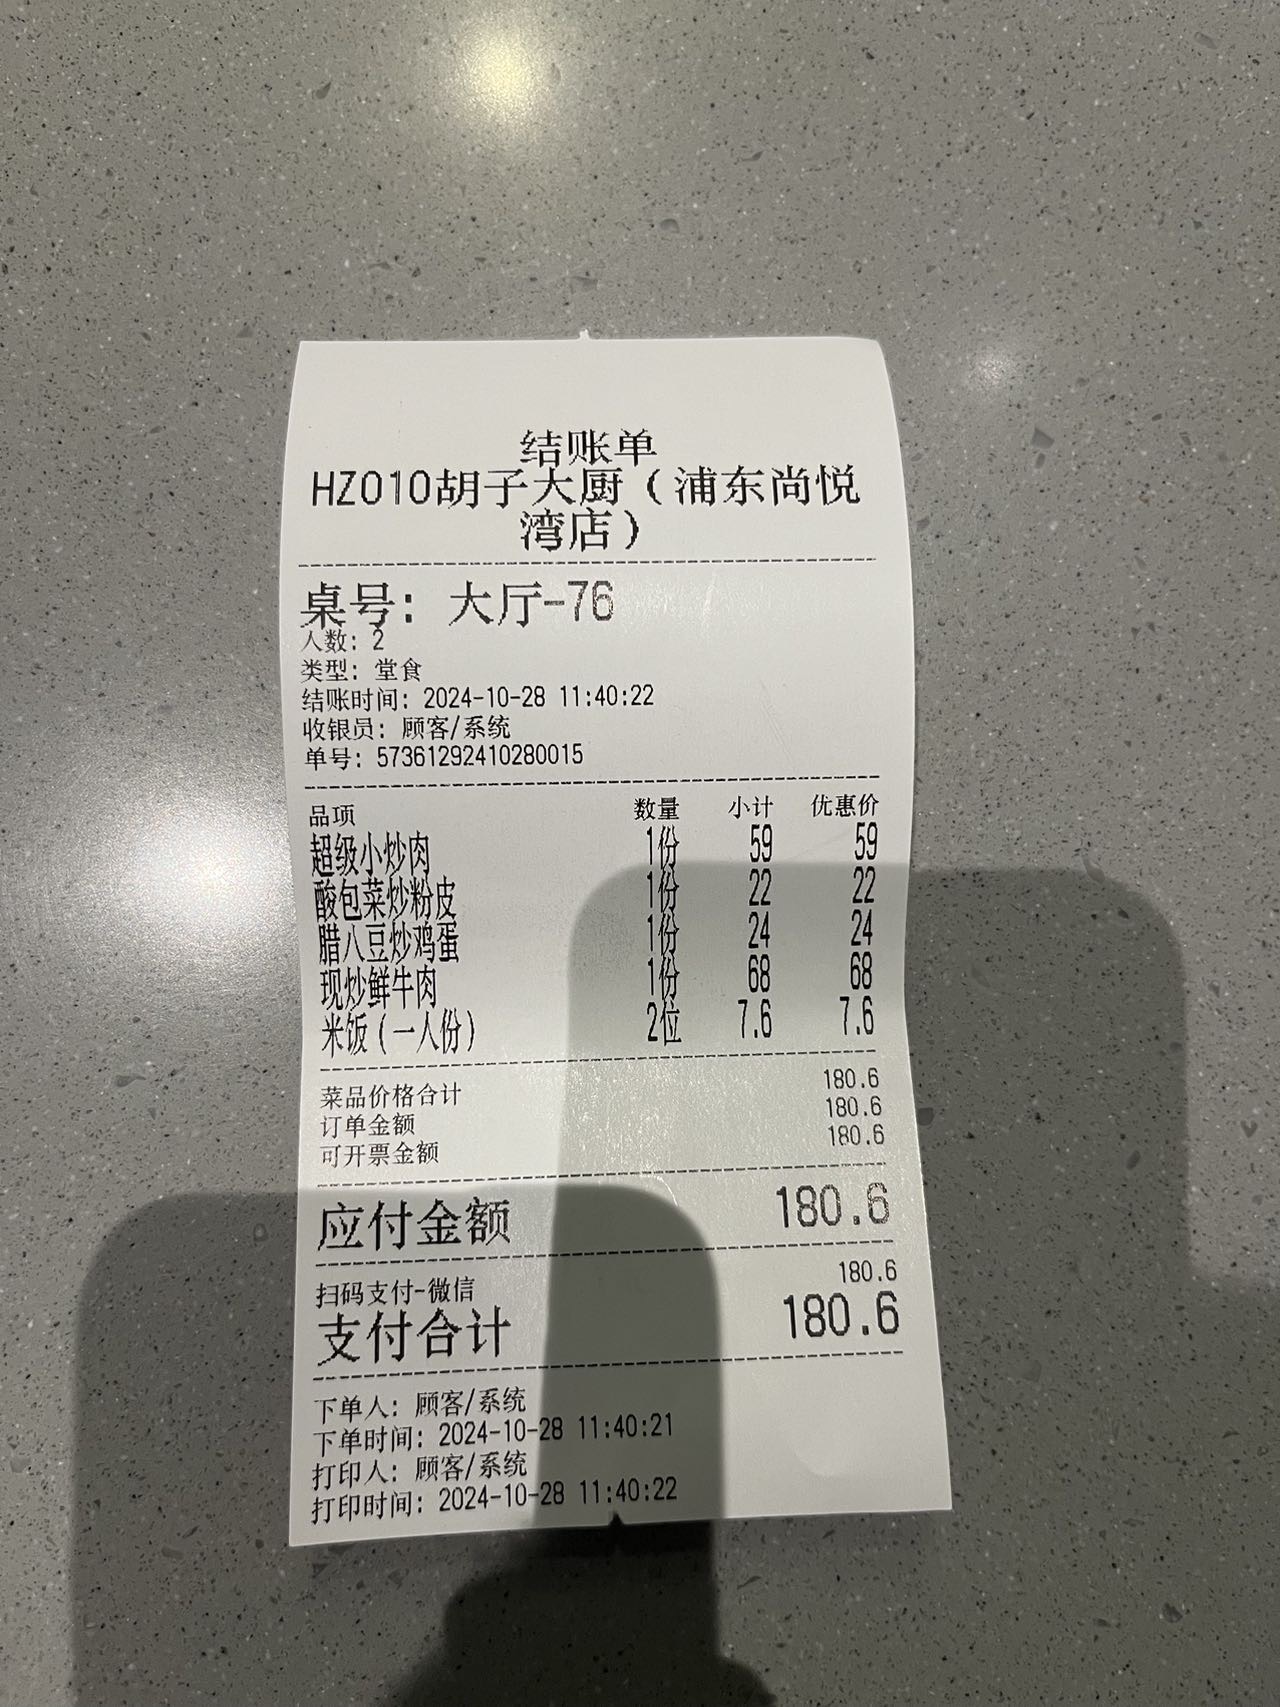 结账单
HZ010胡子大厨（浦东尚悦
湾店）
桌号：大厅-76
人数：2
类型：堂食
结账时间：2024-10-28 11:40:22
收银员：顾客/系统
单号：57361292410280015
品项 数量 小计 优惠价
超级小炒肉 1份 59 59
酸包菜炒粉皮 1份 22 22
腊八豆炒鸡蛋 1份 24 24
现炒鲜牛肉 1份 68 68
米饭（一人份） 2位 7.6 7.6
菜品价格合计 180.6
订单金额 180.6
可开票金额 180.6
应付金额 180.6
扫码支付-微信 180.6
支付合计 180.6
下单人：顾客/系统
下单时间：2024-10-28 11:40:21
打印人：顾客/系统
打印时间：2024-10-28 11:40:22